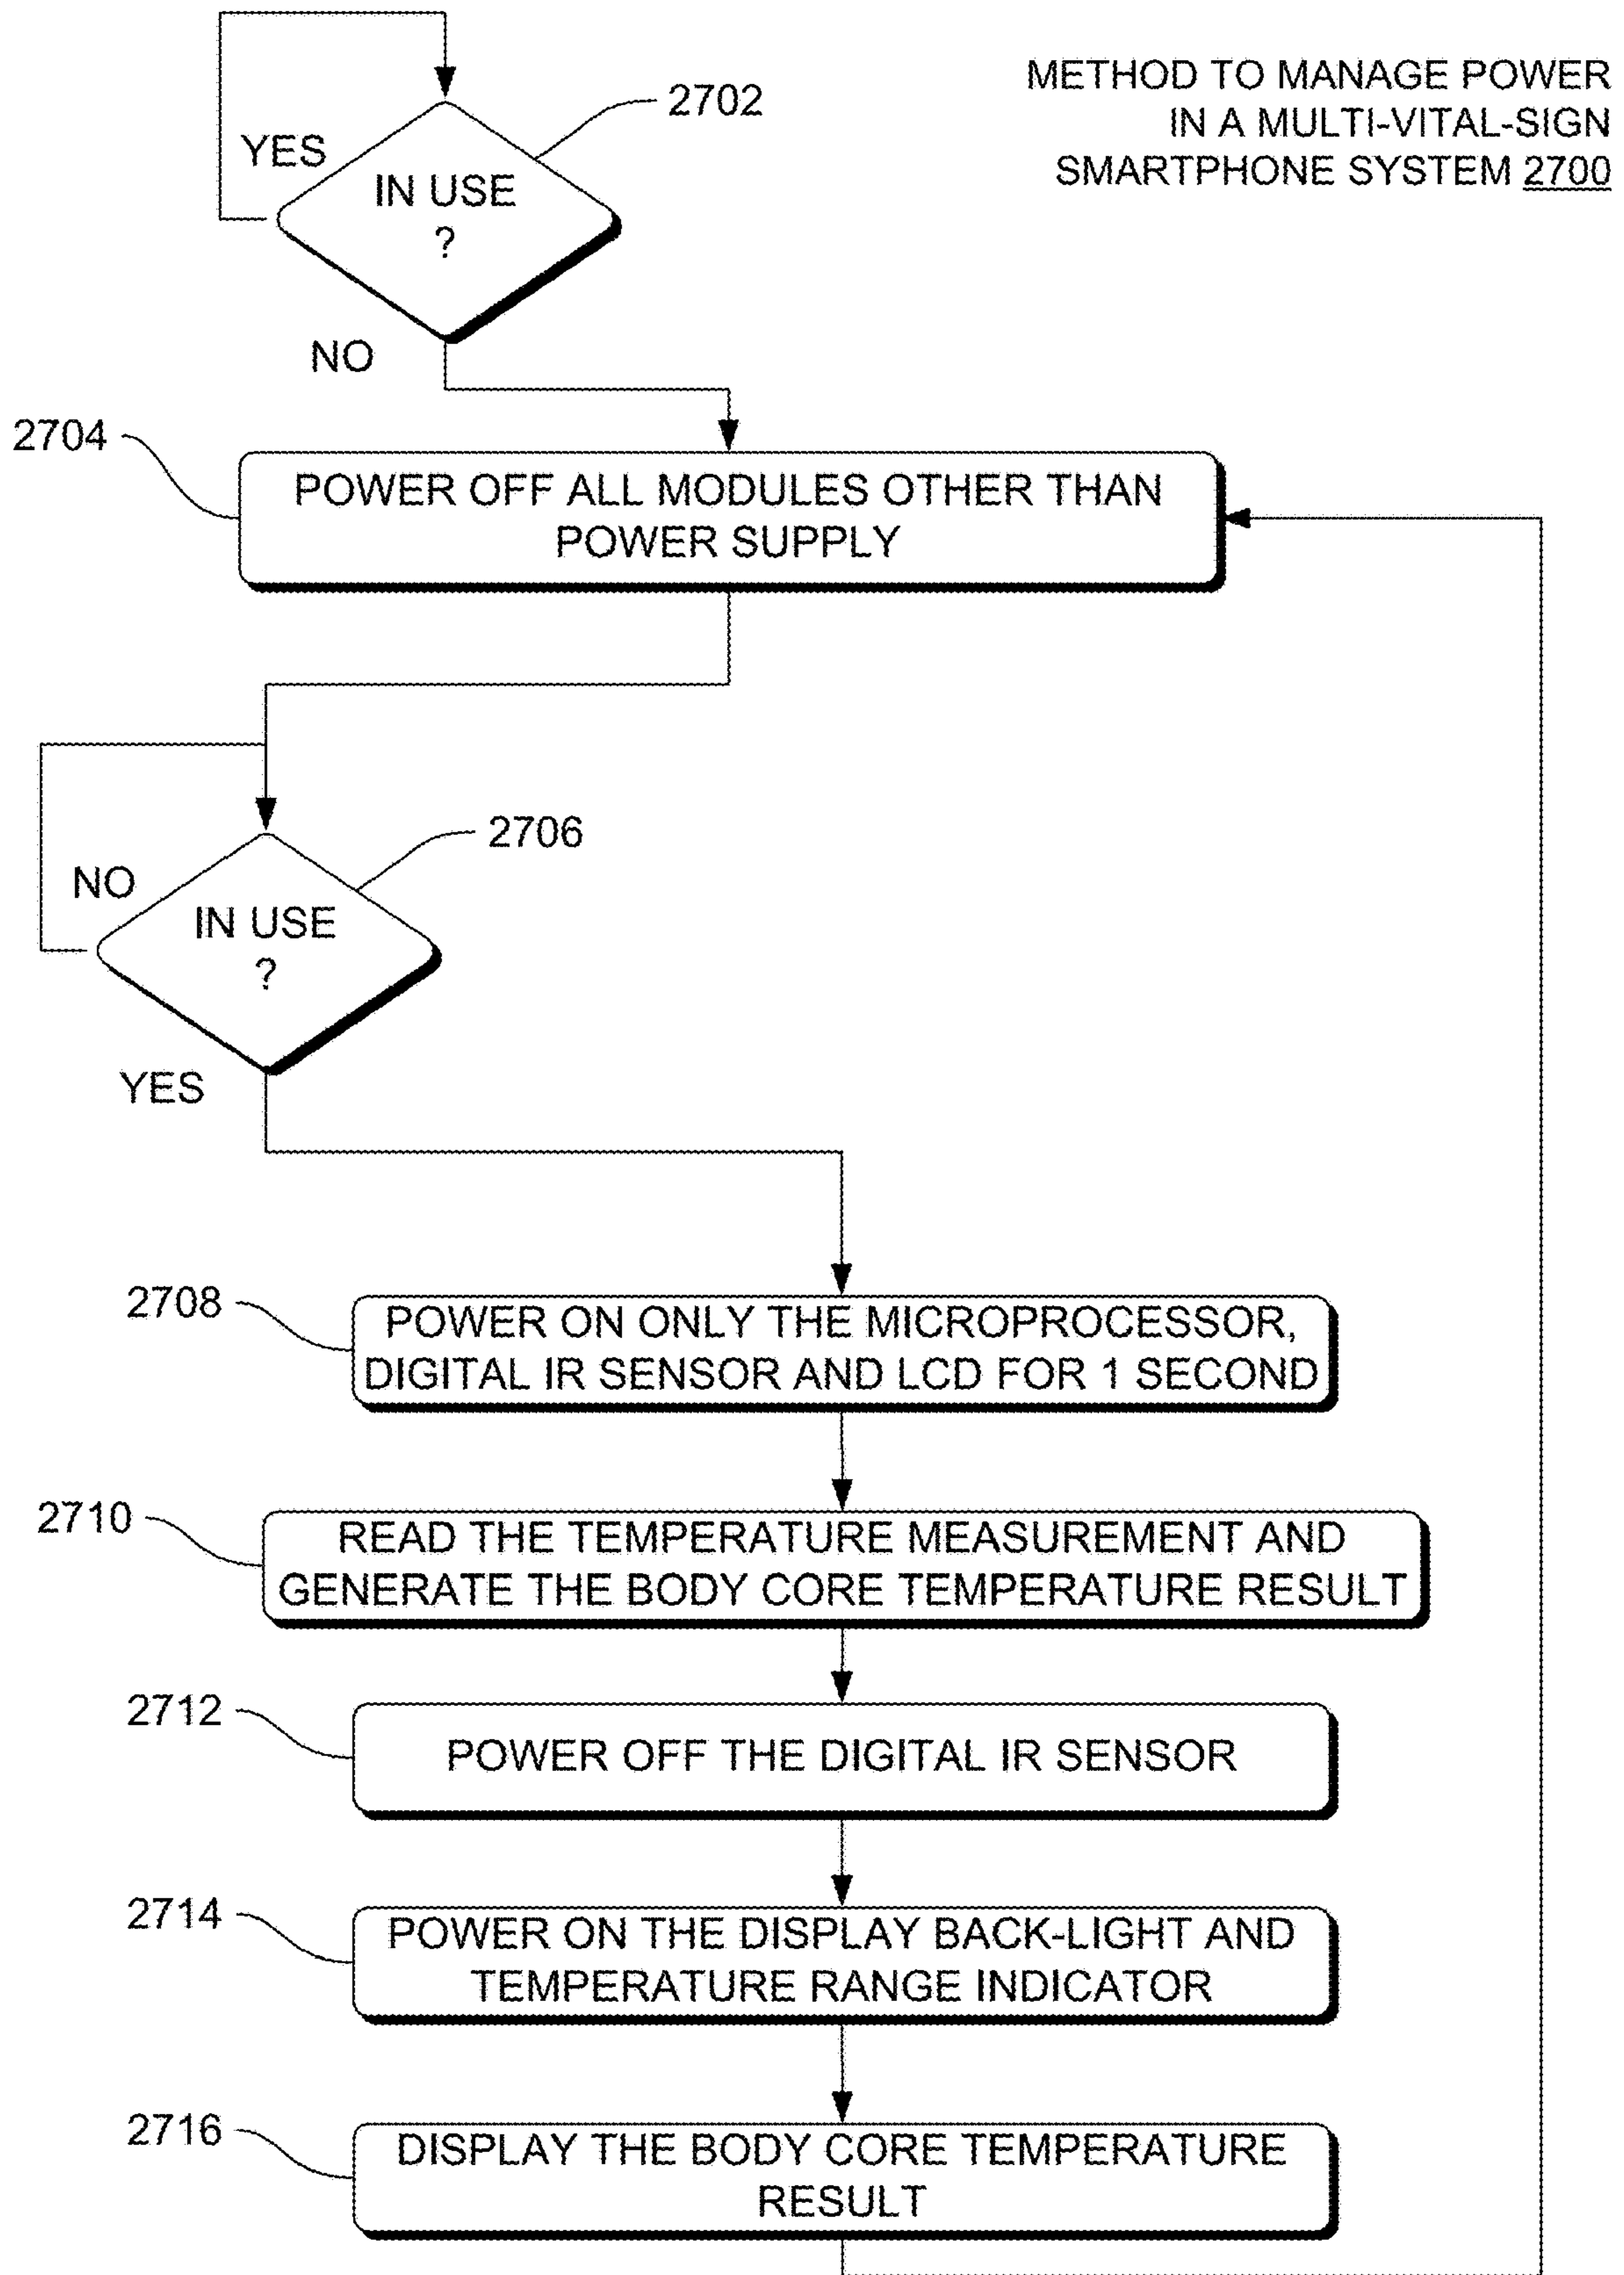 METHOD TO MANAGE POWER
IN A MULTI-VITAL-SIGN
SMARTPHONE SYSTEM 2700
2702
YES
IN USE
?
NO
2704
POWER OFF ALL MODULES OTHER THAN
POWER SUPPLY
2706
NO
IN USE
?
YES
2708
POWER ON ONLY THE MICROPROCESSOR,
DIGITAL IR SENSOR AND LCD FOR 1 SECOND
2710
READ THE TEMPERATURE MEASUREMENT AND
GENERATE THE BODY CORE TEMPERATURE RESULT
2712
POWER OFF THE DIGITAL IR SENSOR
2714
POWER ON THE DISPLAY BACK-LIGHT AND
TEMPERATURE RANGE INDICATOR
2716
DISPLAY THE BODY CORE TEMPERATURE
RESULT